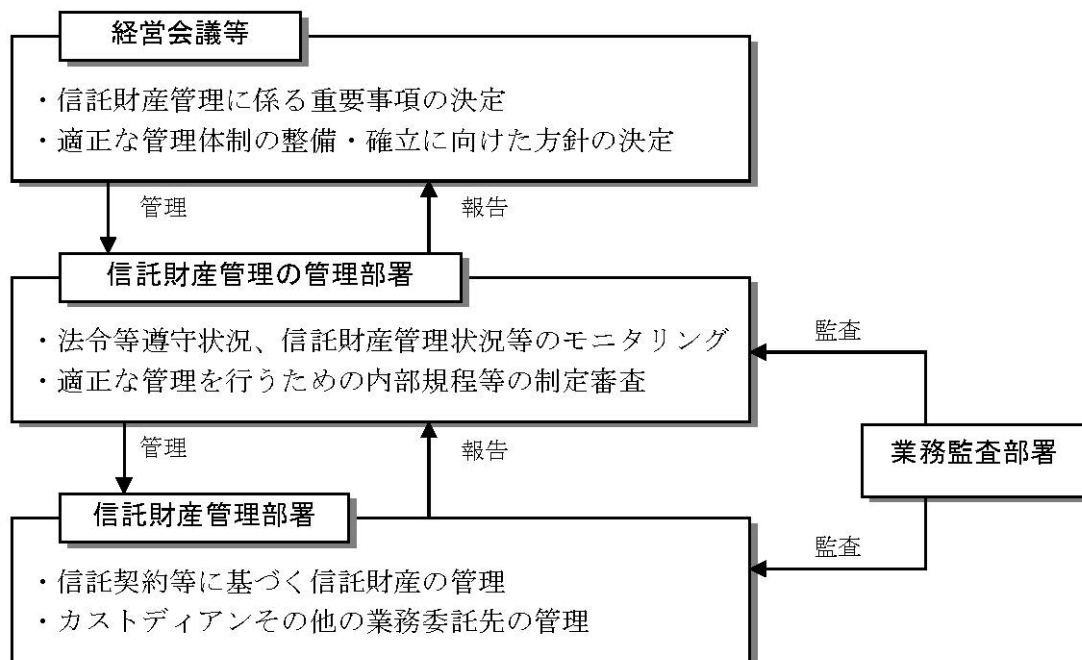 経営会議等
・信託財産管理に係る重要事項の決定
・適正な管理体制の整備・確立に向けた方針の決定
管理
報告
信託財産管理の管理部署
・法令等遵守状況、信託財産管理状況等のモニタリング
・適正な管理を行うための内部規程等の制定審査
監査
管理
報告
業務監査部署
信託財産管理部署
監査
・信託契約等に基づく信託財産の管理
・カストディアンその他の業務委託先の管理